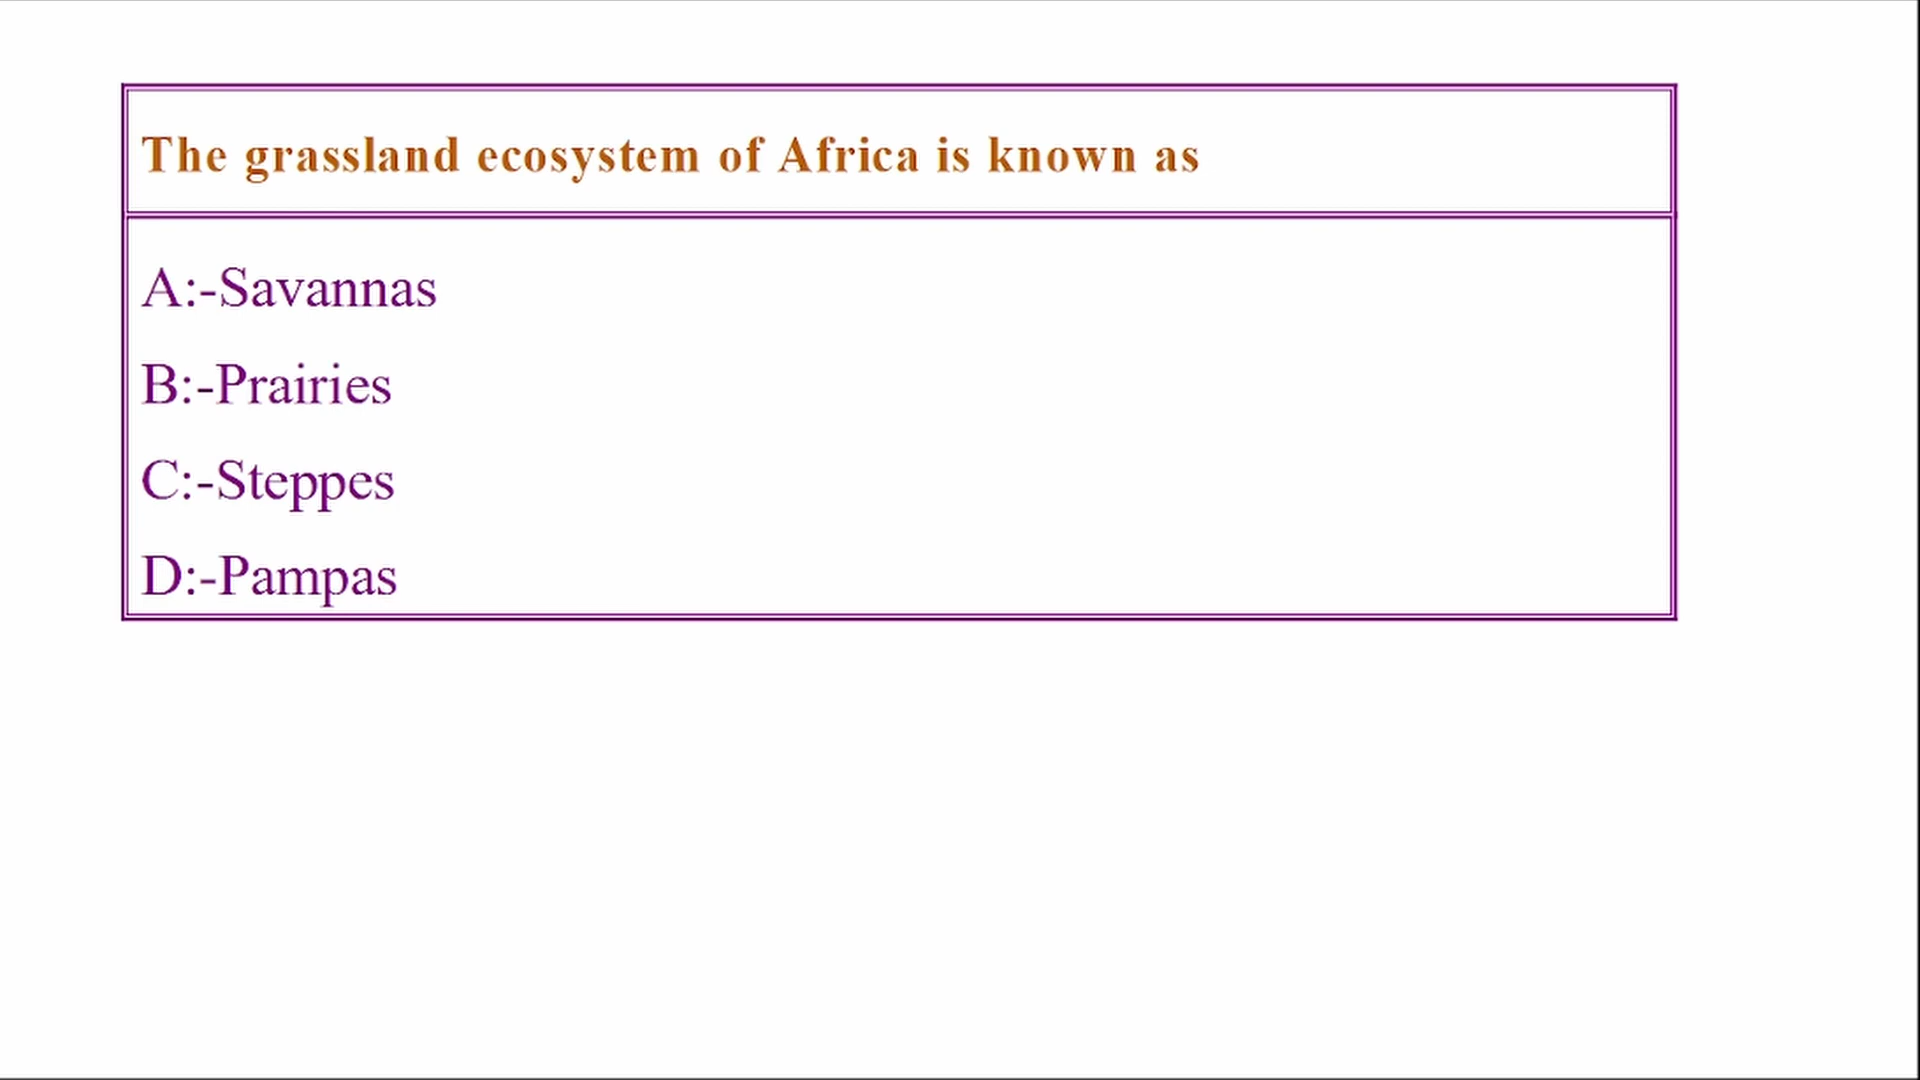 The grassland ecosystem of Africa is known as
A:-Savannas
B:-Prairies
C:-Steppes
D:-Pampas